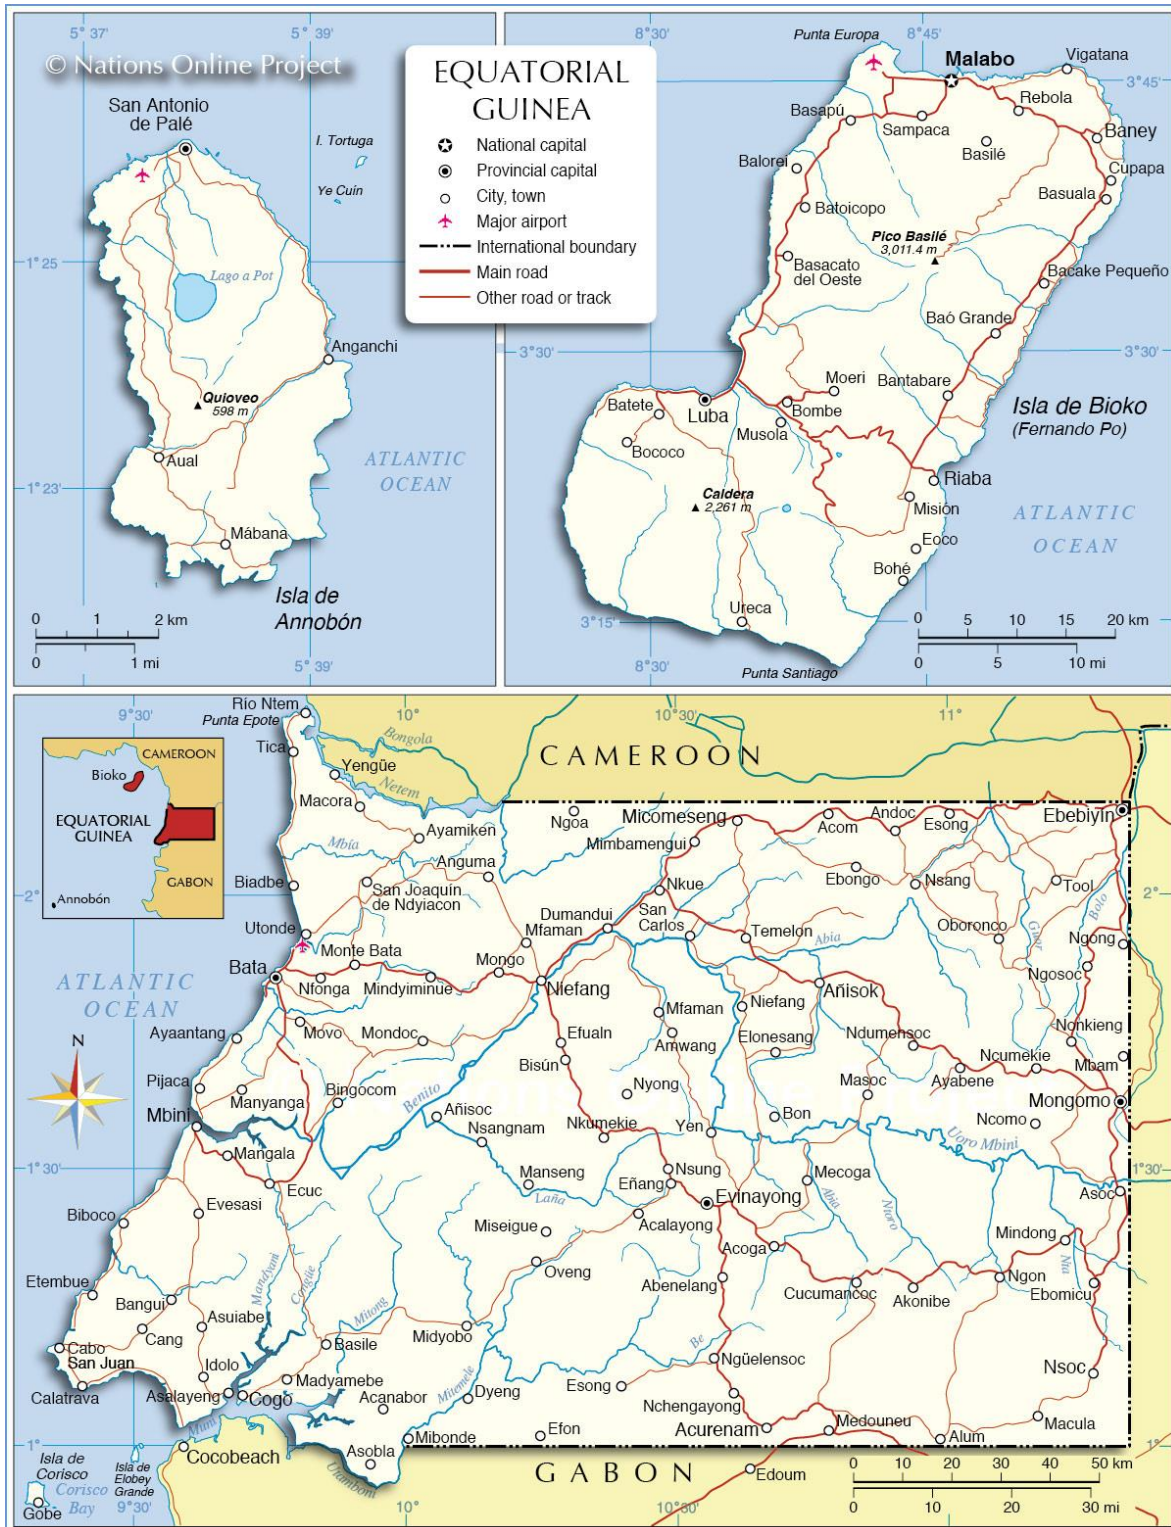 5°37'
5°39'
© Nations Online Project
San Antonio
de Palé
I. Tortuga
Ye Cuin
1°25'
Lago a Pot
Anganchi
Quioveo
598 m
Aual
ATLANTIC
OCEAN
1°23'
Mábana
Isla de
Annobón
0 1 2 km
0 1 mi
5°39'
EQUATORIAL
GUINEA
National capital
Provincial capital
City, town
Major airport
International boundary
Main road
Other road or track
8°30'
8°45'
Punta Europa
Malabo
Vigatana
3°45'
Basapú
Sampaca
Rebola
Baney
Basilé
Balorei
Cupapa
Batoicopo
Basuala
Pico Basilé
3,011.4 m
Basacato
del Oeste
Bacake Pequeño
Baó Grande
3°30'
3°30'
Moeri
Bantabare
Batete
Luba
Bombe
Musola
Isla de Bioko
(Fernando Po)
Bococo
Riaba
Caldera
2,261 m
Misión
ATLANTIC
OCEAN
Eoco
Bohé
Ureca
3°15'
0 5 10 15 20 km
0 5 10 mi
8°30'
Punta Santiago
9°30'
10°
10°30'
11°
Río Ntem
Punta Epote
Bongola
CAMEROON
Tica
Yengüe
Netem
CAMEROON
Bioko
EQUATORIAL
GUINEA
GABON
Annobón
Macora
Ayamiken
Ngoa
Micomeseng
Acom
Andoc
Esong
Ebebiyín
Mbía
Mimbamengui
Anguma
Biadbe
San Joaquín
de Ndyiacon
Nkue
Ebongo
Nsang
Tool
2°
2°
Bolo
Utonde
Dumandui
San
Carlos
Mfaman
Temelon
Abia
Oboronco
Guor
Ngong
Monte Bata
Bata
Nfonga
Mindyiminue
Mongo
Niefang
Añisok
Ngosoc
ATLANTIC
OCEAN
Mfaman
Niefang
Ayaantang
Movo
Mondoc
Efualn
Amwang
Elonesang
Ndumensoc
Nonkieng
N
Bisún
Ncumekie
Mbam
Pijaca
Manyanga
Bingocom
Benito
Nyong
Masoc
Ayabene
Mongomo
Mbini
Añisoc
Nsangnam
Nkumekie
Yen
Bon
Ncomo
Uoro Mbini
Mangala
1°30'
1°30'
Ecuc
Manseng
Laña
Nsung
Eñang
Mecoga
Evinayong
Abia
Ntoro
Asoc
Evesasi
Biboco
Miseigue
Acalayong
Acoga
Mindong
Nta
Mandyani
Congüe
Etembue
Oveng
Abenelang
Cucumancoc
Akonibe
Ngon
Ebomicu
Bangui
Asuiabe
Mitong
Midyobo
Cang
Cabo
San Juan
Basile
Be
Ngüelensoc
Nsoc
Idolo
Calatrava
Asalayeng
Cogo
Madyamebe
Acanabor
Mitemele
Dyeng
Esong
Nchengayong
Muni
Efon
Acurenam
Medouneu
Macula
Mibonde
Alum
1°
1°
Cocobeach
Asobla
GABON
Edoum
Utamboni
Isla de
Corisco
Corisco
Bay
Gobe
Isla de
Elobey
Grande
9°30'
10°
10°30'
0 10 20 30 40 50 km
0 10 20 30 mi